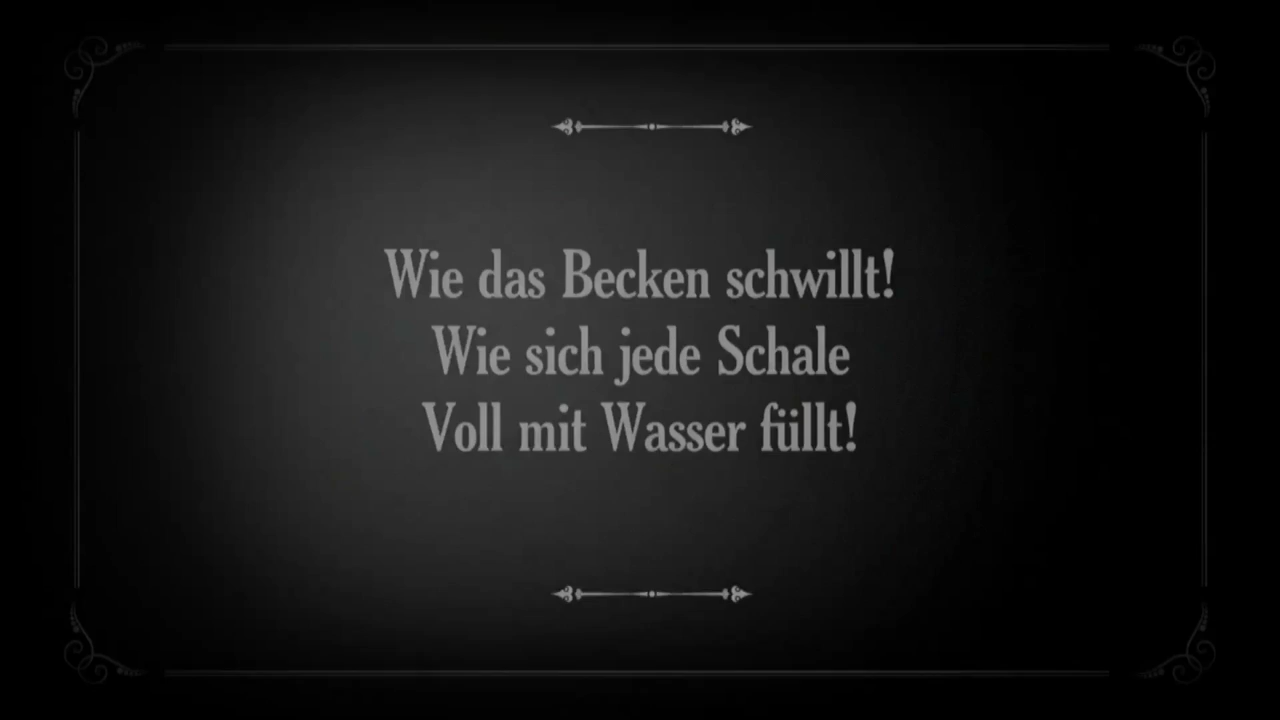 Wie das Becken schwillt!
Wie sich jede Schale
Voll mit Wasser füllt!